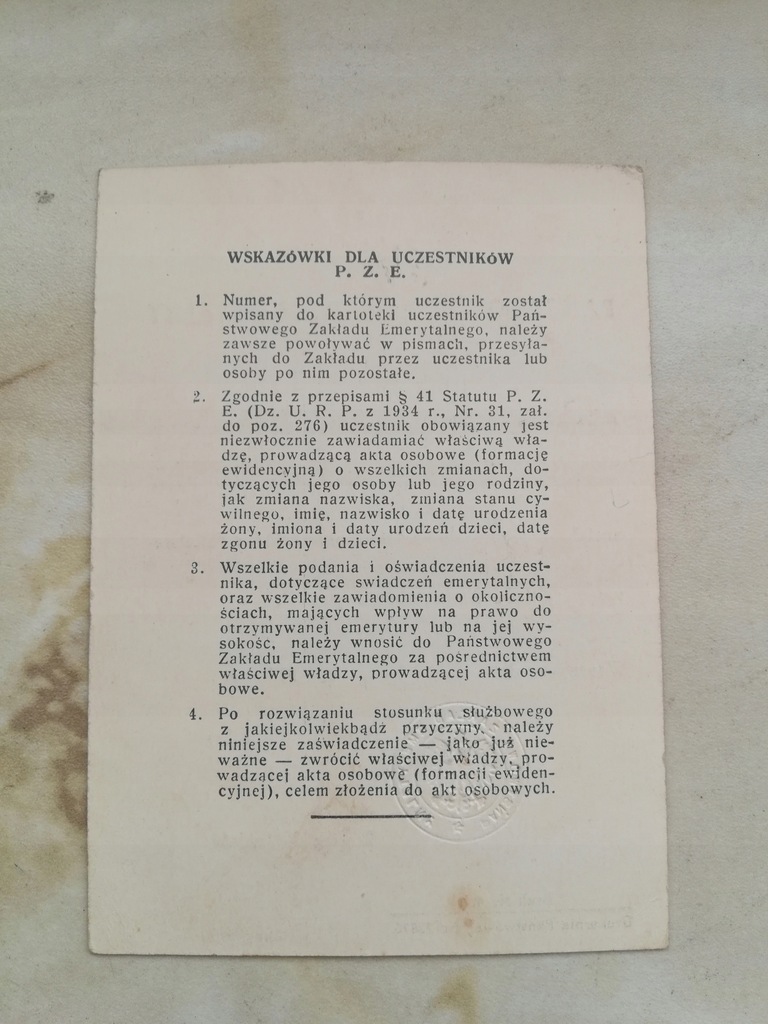 WSKAZÓWKI DLA UCZESTNIKÓW
P. Z. E.
1. Numer, pod którym uczestnik został
wpisany do kartoteki uczestników Pań-
stwowego Zakładu Emerytalnego, należy
zawsze powoływać w pismach, przesyła-
nych do Zakładu przez uczestnika lub
osoby po nim pozostałe.
2. Zgodnie z przepisami § 41 Statutu P. Z.
E. (Dz. U. R. P. z 1934 r., Nr. 31, zał.
do poz. 276) uczestnik obowiązany jest
niezwłocznie zawiadamiać właściwą wła-
dzę, prowadzącą akta osobowe (formację
ewidencyjną) o wszelkich zmianach, do-
tyczących jego osoby lub jego rodziny,
jak zmiana nazwiska, zmiana stanu cy-
wilnego, imię, nazwisko i datę urodzenia
żony, imiona i daty urodzeń dzieci, datę
zgonu żony i dzieci.
3. Wszelkie podania i oświadczenia uczest-
nika, dotyczące swiadczeń emerytalnych,
oraz wszelkie zawiadomienia o okoliczno-
ściach, mających wpływ na prawo do
otrzymywanej emerytury lub na jej wy-
sokość, należy wnosić do Państwowego
Zakładu Emerytalnego za pośrednictwem
właściwej władzy, prowadzącej akta oso-
bowe.
4. Po rozwiązaniu stosunku służbowego
z jakiejkolwiekbądź przyczyny, należy
niniejsze zaświadczenie — jako już nie-
ważne — zwrócić właściwej władzy, pro-
wadzącej akta osobowe (formacji ewiden-
cyjnej), celem złożenia do akt osobowych.